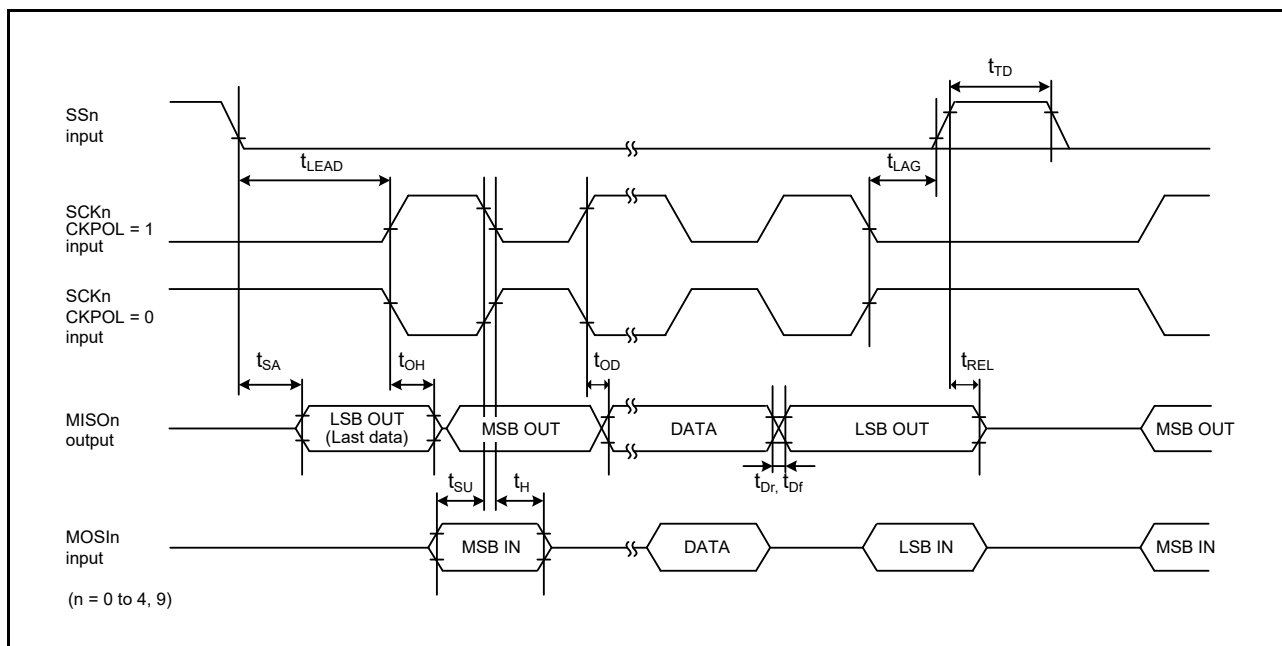 tTD
SSn
input
tLEAD
tLAG
SCKn
CKPOL = 1
input
SCKn
CKPOL = 0
input
tSA
tOH
tOD
tREL
MISOn
output
LSB OUT
(Last data)
MSB OUT
DATA
LSB OUT
MSB OUT
tSU
tH
tDr, tDf
MOSIn
input
MSB IN
DATA
LSB IN
MSB IN
(n = 0 to 4, 9)